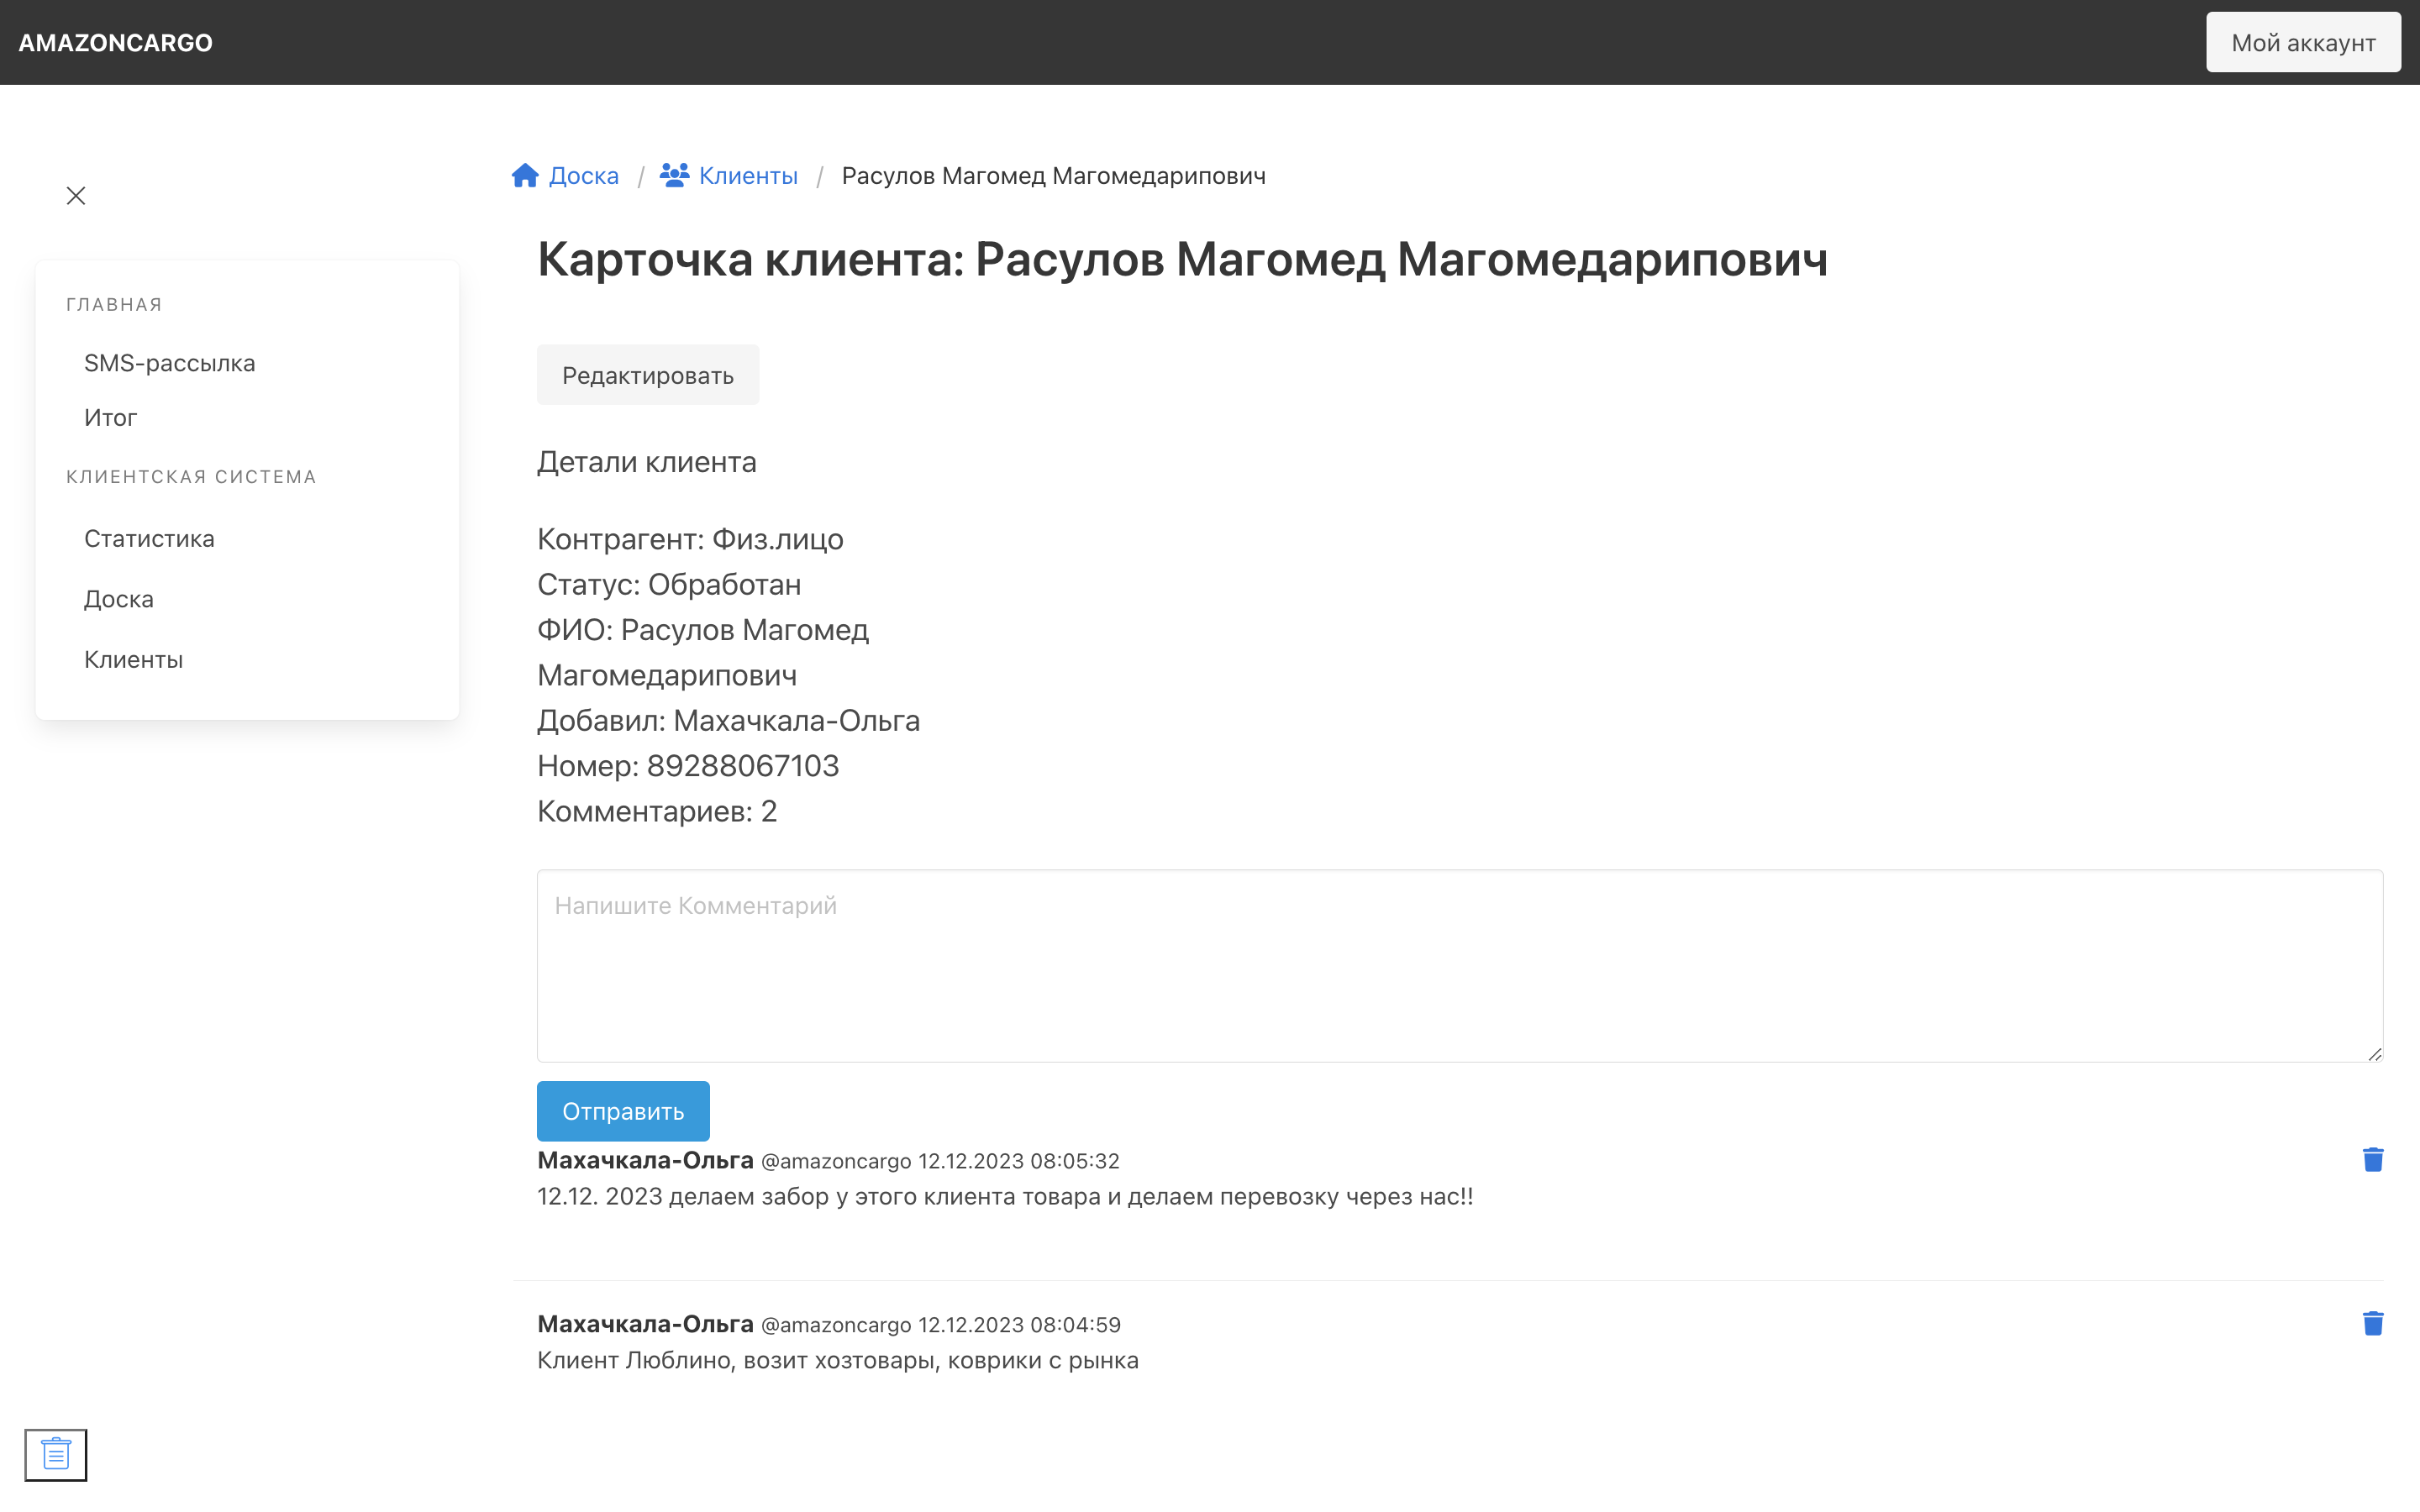 AMAZONCARGO
Мой аккаунт
Доска / Клиенты / Расулов Магомед Магомедарипович
ГЛАВНАЯ
SMS-рассылка
Итог
КЛИЕНТСКАЯ СИСТЕМА
Статистика
Доска
Клиенты
Карточка клиента: Расулов Магомед Магомедарипович
Редактировать
Детали клиента
Контрагент: Физ.лицо
Статус: Обработан
ФИО: Расулов Магомед
Магомедарипович
Добавил: Махачкала-Ольга
Номер: 89288067103
Комментариев: 2
Напишите Комментарий
Отправить
Махачкала-Ольга @amazoncargo 12.12.2023 08:05:32
12.12. 2023 делаем забор у этого клиента товара и делаем перевозку через нас!!
Махачкала-Ольга @amazoncargo 12.12.2023 08:04:59
Клиент Люблино, возит хозтовары, коврики с рынка